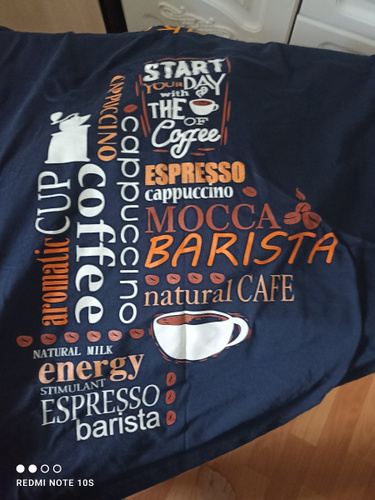 START
YOUR DAY
with a
THE
OF
Coffee
CAPPUCCINO
cappuccino
aromatic CUP
coffee
ESPRESSO
cappuccino
MOCCA
BARISTA
natural CAFE
NATURAL MILK
energy
STIMULANT
ESPRESSO
barista
REDMI NOTE 10S